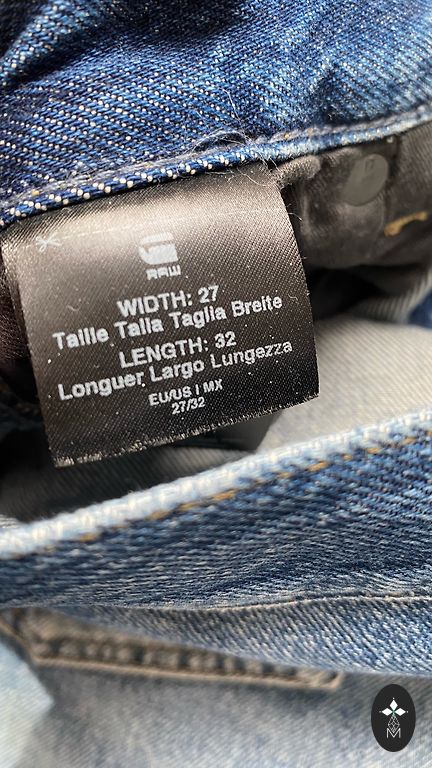 RAW
WIDTH: 27
Taille Talla Taglia Breite
LENGTH: 32
Longuer Largo Lungezza
EU/US | MX
27/32
M